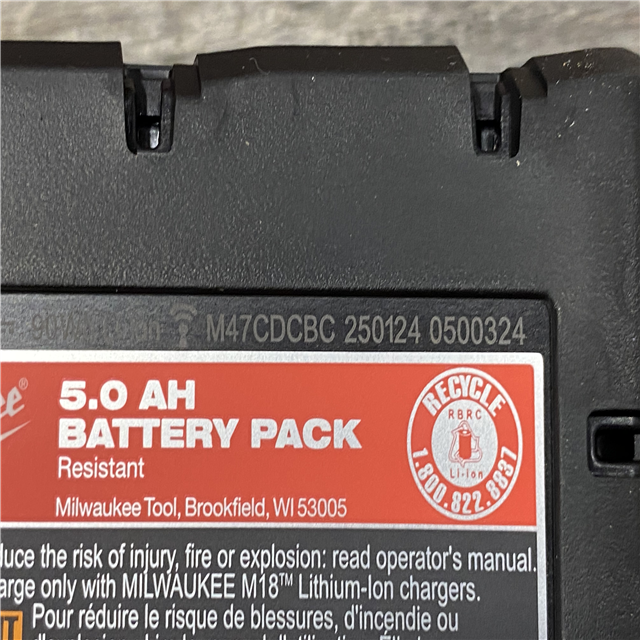 M47CDCBC 250124 0500324
ee®
5.0 AH
BATTERY PACK
Resistant
Milwaukee Tool, Brookfield, WI 53005
RECYCLE
RBRC
Li-Ion
1.800.822.8837
duce the risk of injury, fire or explosion: read operator's manual.
arge only with MILWAUKEE M18™ Lithium-Ion chargers.
Pour réduire le risque de blessures, d'incendie ou